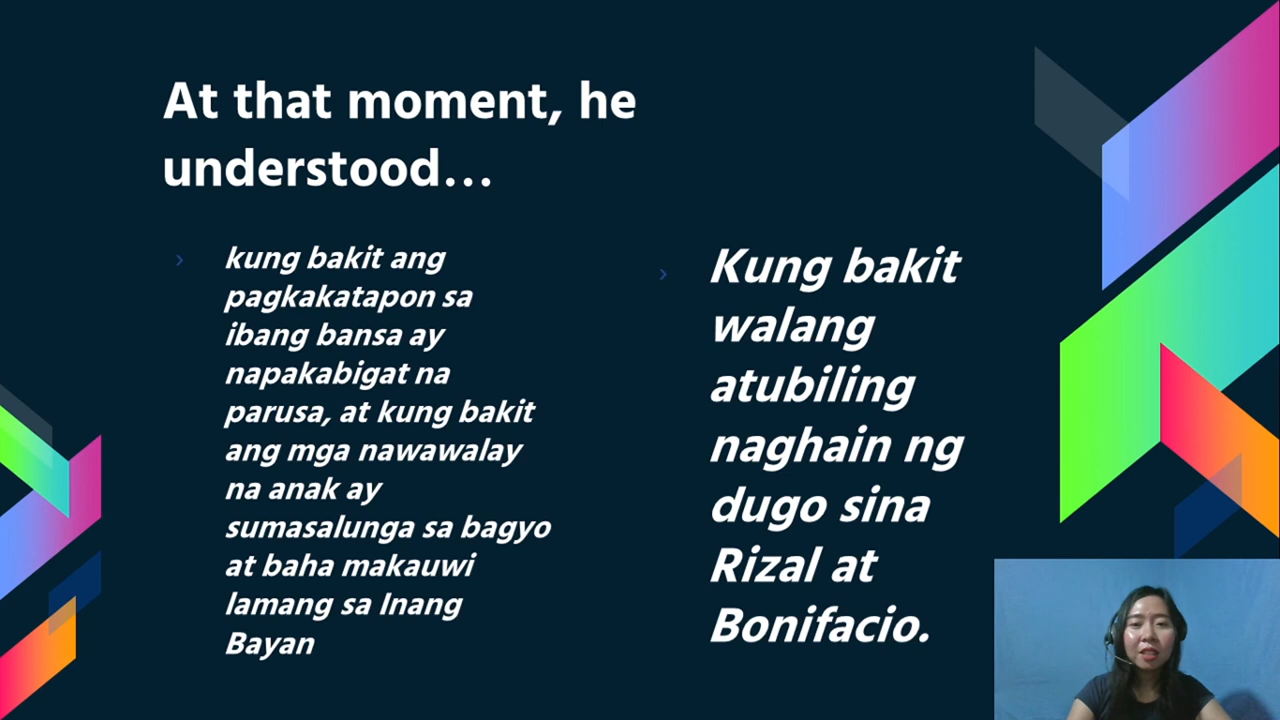 At that moment, he
understood…
kung bakit ang
pagkakatapon sa
ibang bansa ay
napakabigat na
parusa, at kung bakit
ang mga nawawalay
na anak ay
sumasalunga sa bagyo
at baha makauwi
lamang sa Inang
Bayan
Kung bakit
walang
atubiling
naghain ng
dugo sina
Rizal at
Bonifacio.